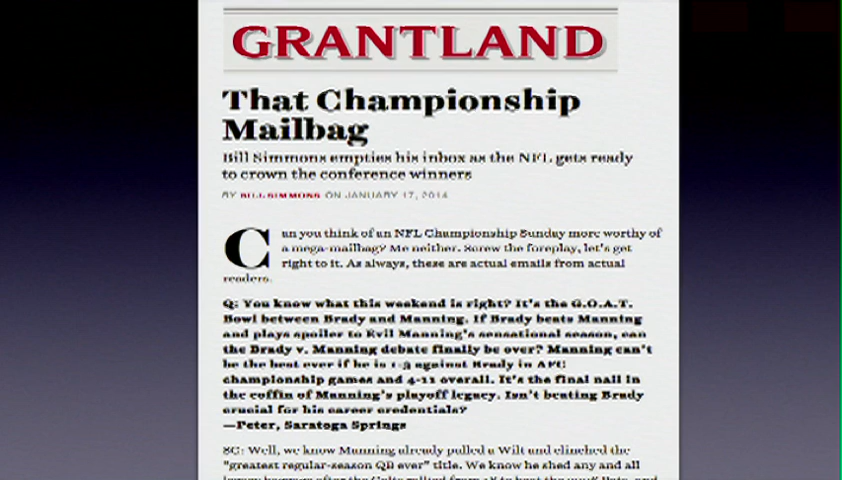 GRANTLAND
That Championship
Mailbag
Bill Simmons empties his inbox as the NFL gets ready
to crown the conference winners
BY BILL SIMMONS ON JANUARY 17, 2014
Can you think of an NFL Championship Sunday more worthy of
a mega-mailbag? Me neither. Screw the foreplay, let's get
right to it. As always, these are actual emails from actual
readers.
Q: You know what this weekend is right? It's the G.O.A.T.
Bowl between Brady and Manning. If Brady beats Manning
and plays spoiler to Evil Manning's sensational season, can
the Brady v. Manning debate finally be over? Manning can't
be the best ever if he is 1-3 against Brady in AFC
championship games and 4-11 overall. It's the final nail in
the coffin of Manning's playoff legacy. Isn't beating Brady
crucial for his career credentials?
—Peter, Saratoga Springs
SG: Well, we know Manning already pulled a Wilt and clinched the
"greatest regular-season QB ever" title. We know he shed any and all
after the Colts rallied from